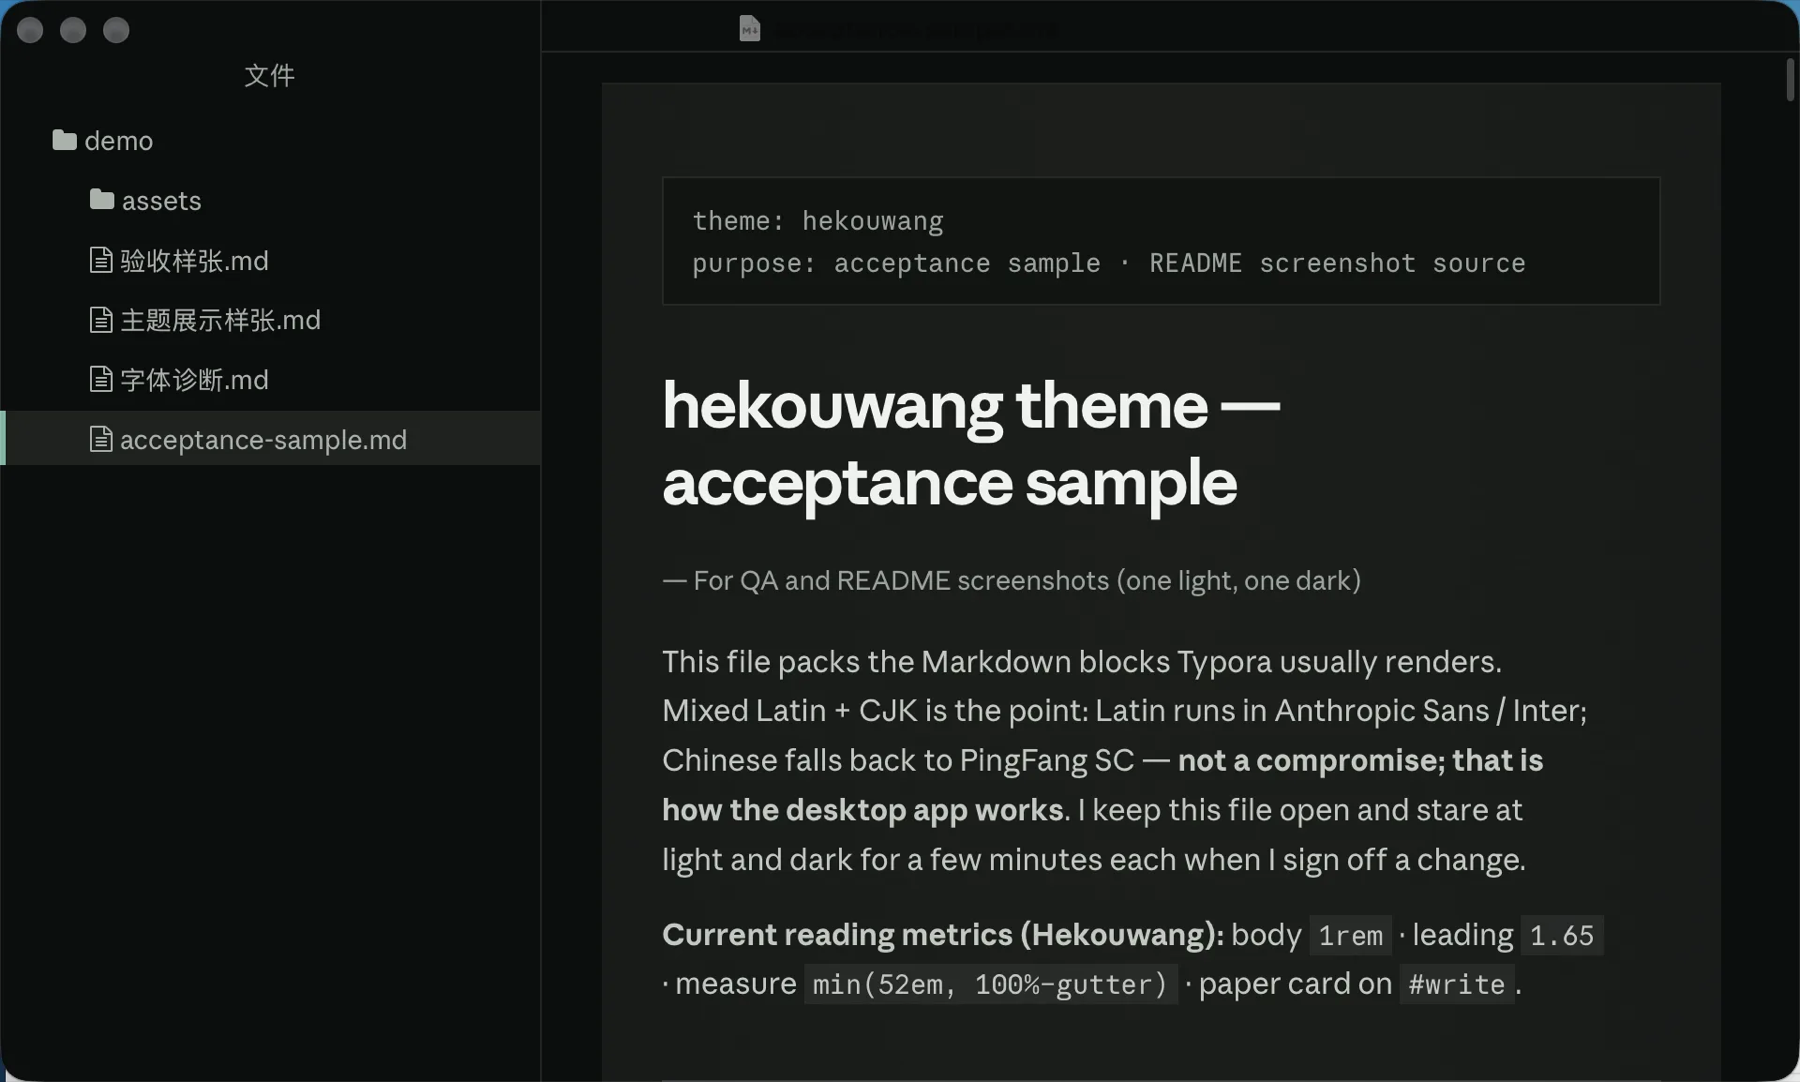 文件
demo
assets
验收样张.md
主题展示样张.md
字体诊断.md
acceptance-sample.md
theme: hekouwang
purpose: acceptance sample · README screenshot source
hekouwang theme —
acceptance sample
— For QA and README screenshots (one light, one dark)
This file packs the Markdown blocks Typora usually renders.
Mixed Latin + CJK is the point: Latin runs in Anthropic Sans / Inter;
Chinese falls back to PingFang SC — not a compromise; that is
how the desktop app works. I keep this file open and stare at
light and dark for a few minutes each when I sign off a change.
Current reading metrics (Hekouwang): body 1rem · leading 1.65
· measure min(52em, 100%-gutter) · paper card on #write.